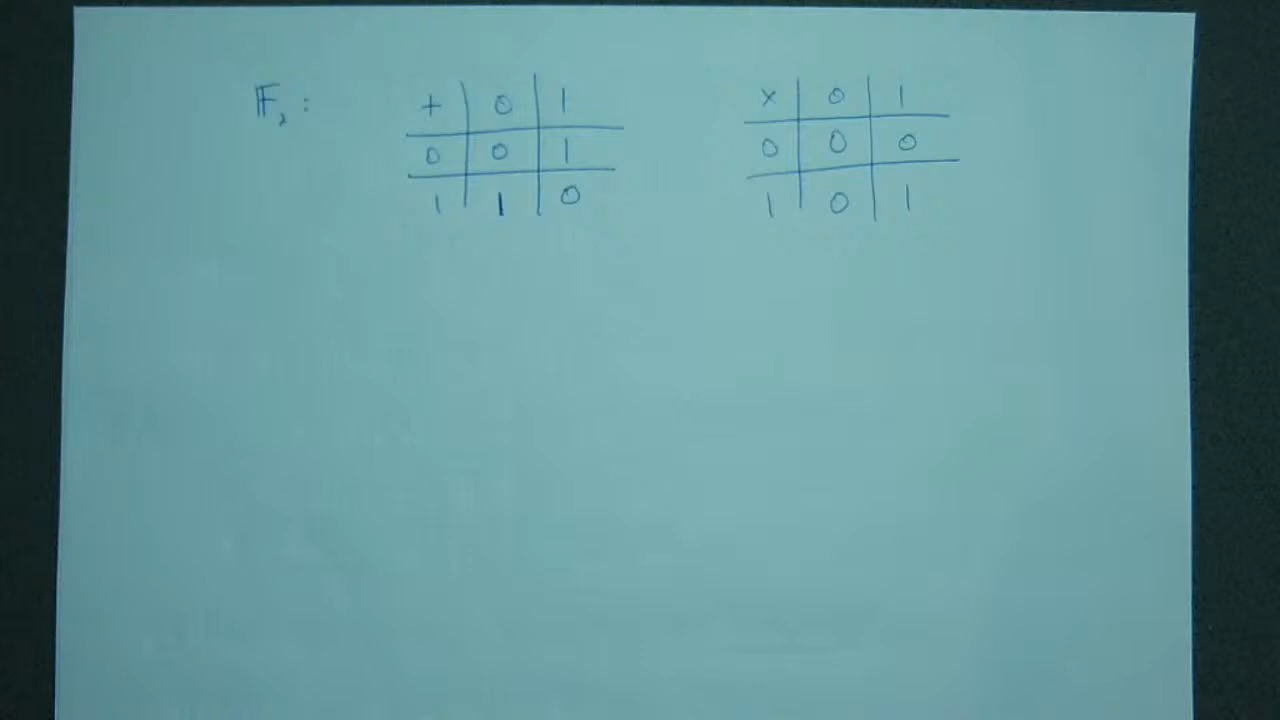 𝔽₂ : + 0 1 × 0 1
0 0 1 0 0 0
1 1 0 1 0 1